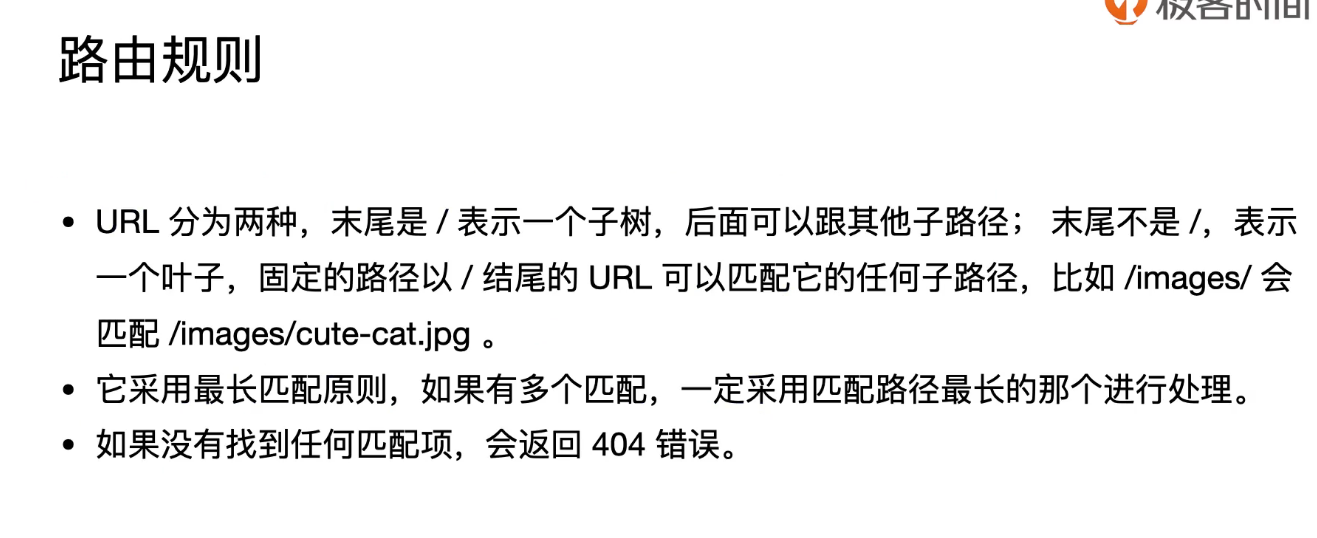 极客时间
路由规则
• URL 分为两种，末尾是 / 表示一个子树，后面可以跟其他子路径； 末尾不是 /，表示
一个叶子，固定的路径以 / 结尾的 URL 可以匹配它的任何子路径，比如 /images/ 会
匹配 /images/cute-cat.jpg 。
• 它采用最长匹配原则，如果有多个匹配，一定采用匹配路径最长的那个进行处理。
• 如果没有找到任何匹配项，会返回 404 错误。